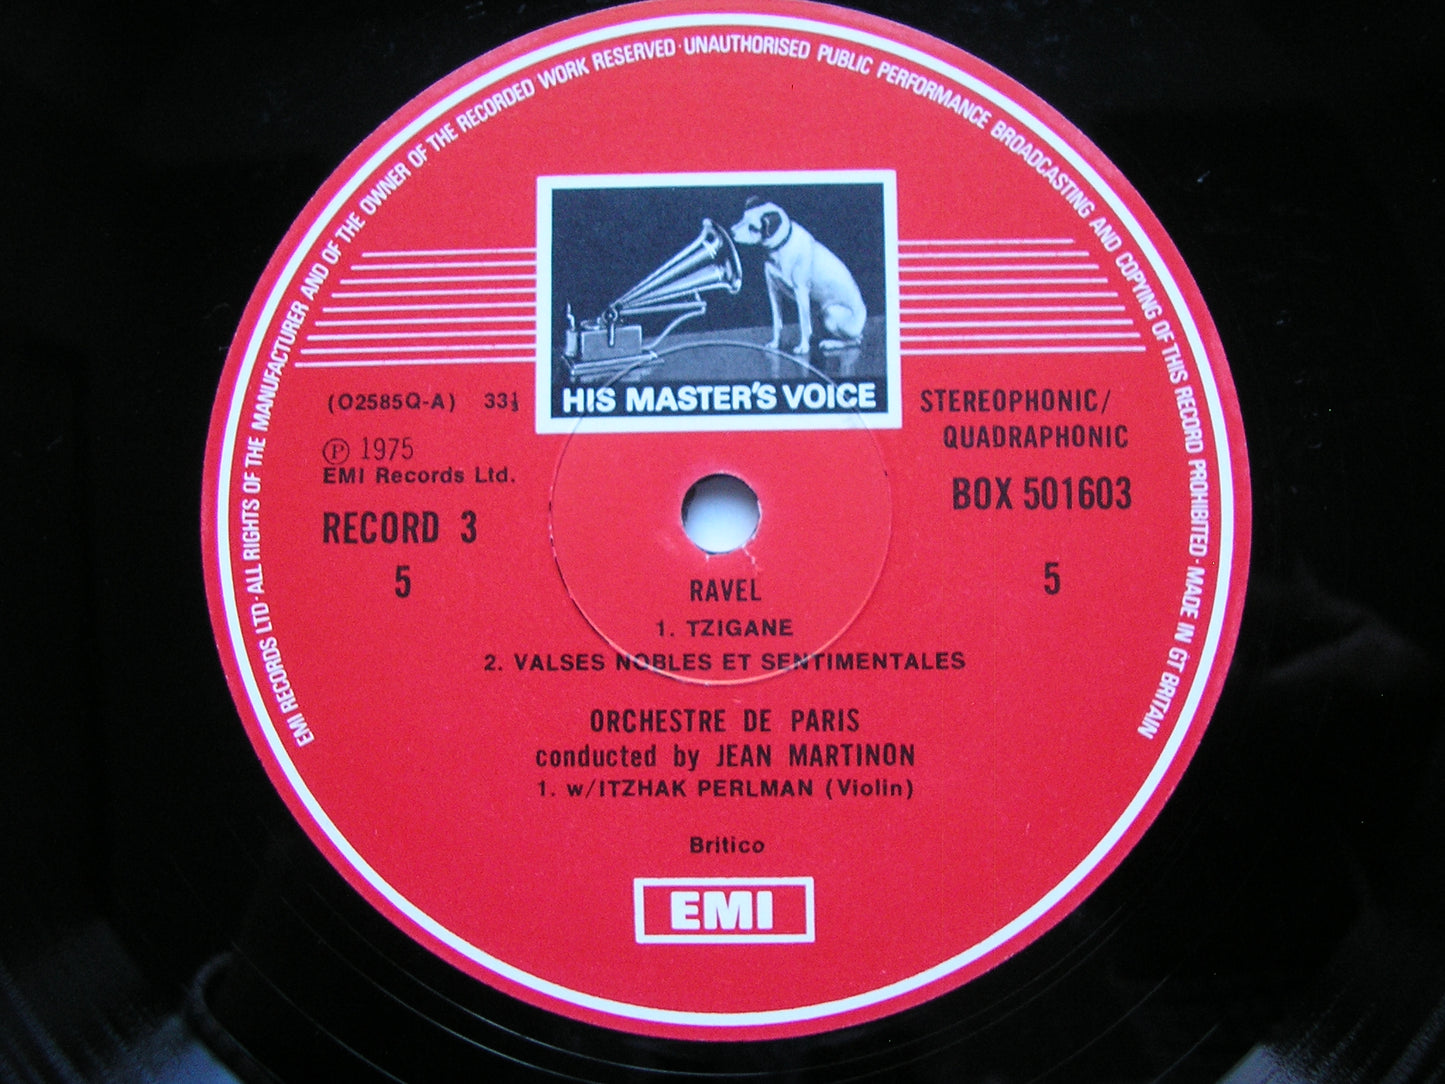 EMI RECORDS LTD · ALL RIGHTS OF THE MANUFACTURER AND OF THE OWNER OF THE RECORDED WORK RESERVED · UNAUTHORISED PUBLIC PERFORMANCE BROADCASTING AND COPYING OF THIS RECORD PROHIBITED · MADE IN GT BRITAIN
HIS MASTER'S VOICE
(O2585Q-A) 33⅓
℗ 1975
EMI Records Ltd.
RECORD 3
5
STEREOPHONIC/
QUADRAPHONIC
BOX 501603
5
RAVEL
1. TZIGANE
2. VALSES NOBLES ET SENTIMENTALES
ORCHESTRE DE PARIS
conducted by JEAN MARTINON
1. w/ITZHAK PERLMAN (Violin)
Britico
EMI